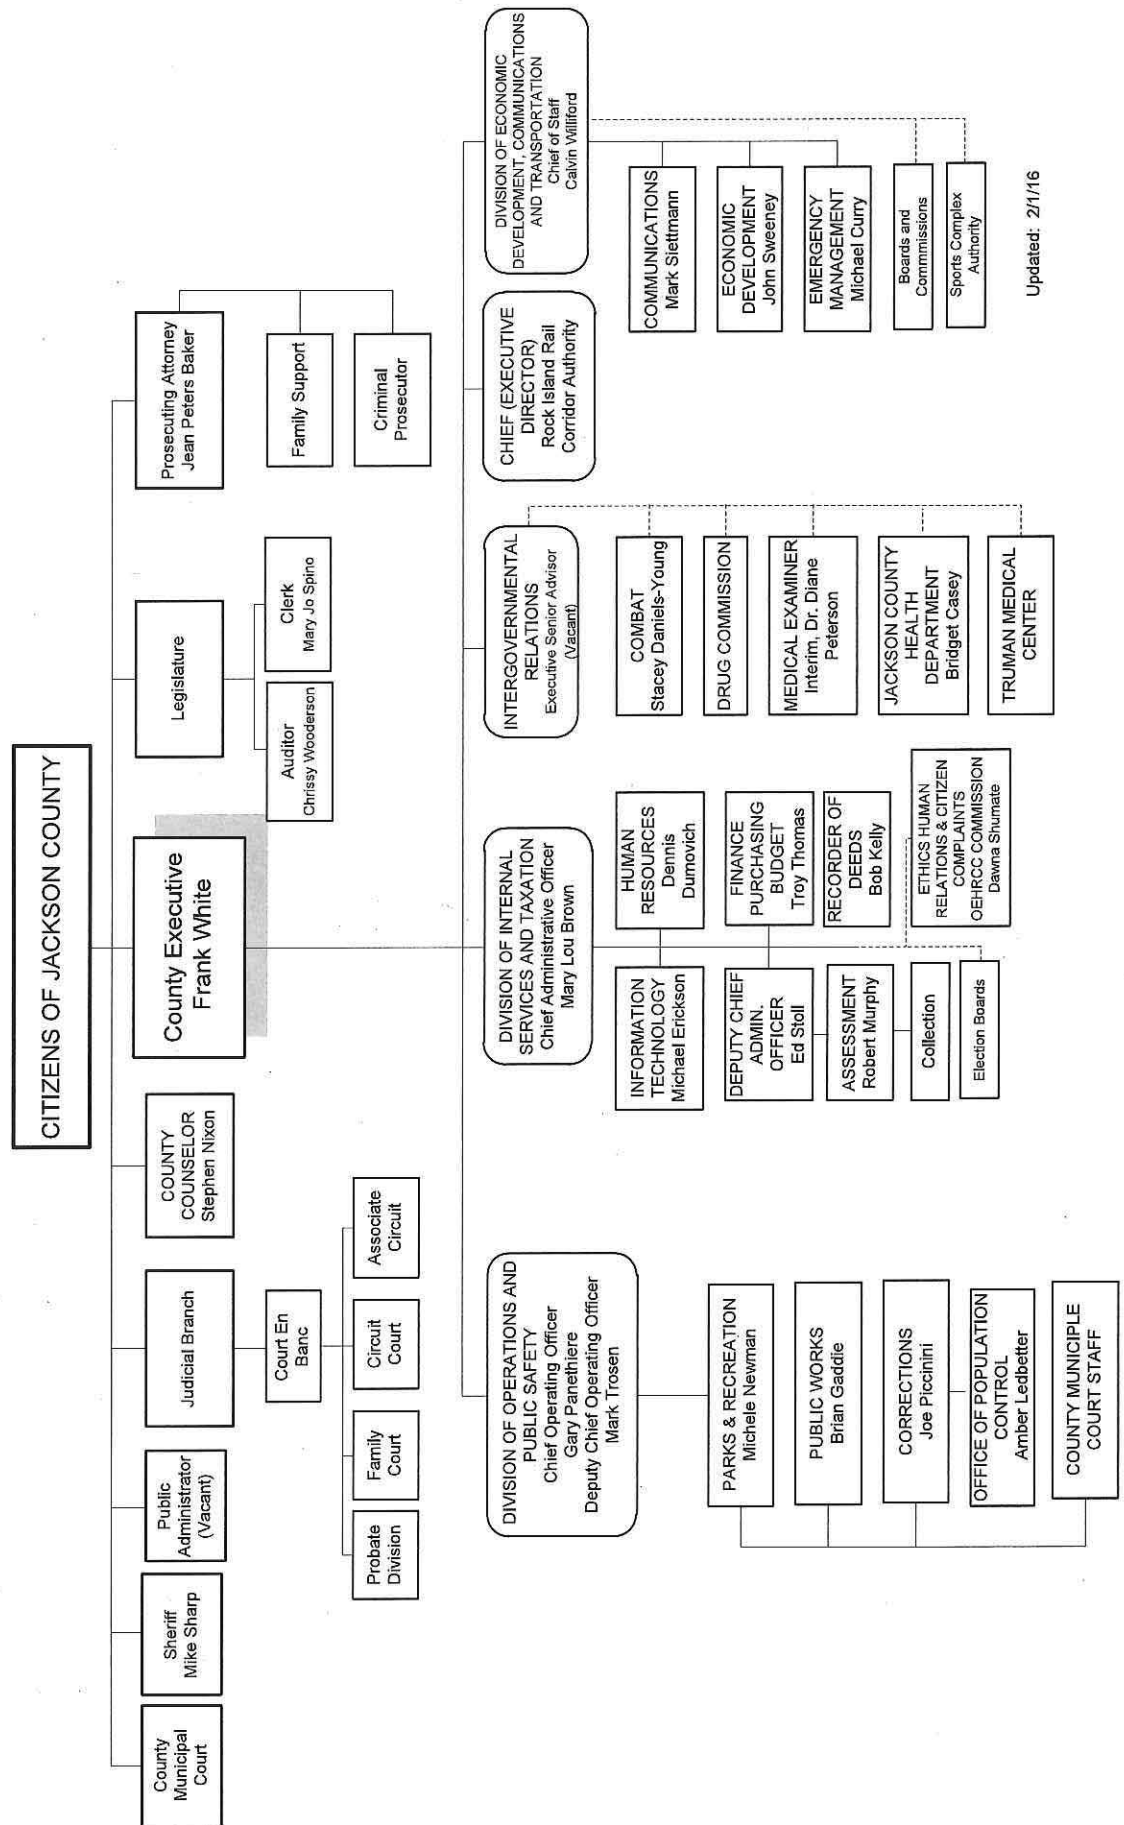 CITIZENS OF JACKSON COUNTY
County
Municipal
Court
Sheriff
Mike Sharp
Public
Administrator
(Vacant)
Judicial Branch
COUNTY
COUNSELOR
Stephen Nixon
County Executive
Frank White
Legislature
Prosecuting Attorney
Jean Peters Baker
Court En
Banc
Probate
Division
Family
Court
Circuit
Court
Associate
Circuit
Auditor
Chrissy Wooderson
Clerk
Mary Jo Spino
Family Support
Criminal
Prosecutor
DIVISION OF OPERATIONS AND
PUBLIC SAFETY
Chief Operating Officer
Gary Panethiere
Deputy Chief Operating Officer
Mark Trosen
PARKS & RECREATION
Michele Newman
PUBLIC WORKS
Brian Gaddie
CORRECTIONS
Joe Piccinini
OFFICE OF POPULATION
CONTROL
Amber Ledbetter
COUNTY MUNICIPLE
COURT STAFF
DIVISION OF INTERNAL
SERVICES AND TAXATION
Chief Administrative Officer
Mary Lou Brown
INFORMATION
TECHNOLOGY
Michael Erickson
HUMAN
RESOURCES
Dennis
Dumovich
DEPUTY CHIEF
ADMIN.
OFFICER
Ed Stoll
FINANCE
PURCHASING
BUDGET
Troy Thomas
ASSESSMENT
Robert Murphy
RECORDER OF
DEEDS
Bob Kelly
Collection
Election Boards
ETHICS HUMAN
RELATIONS & CITIZEN
COMPLAINTS
OEHRCC COMMISSION
Dawna Shumate
INTERGOVERNMENTAL
RELATIONS
Executive Senior Advisor
(Vacant)
COMBAT
Stacey Daniels-Young
DRUG COMMISSION
MEDICAL EXAMINER
Interim, Dr. Diane
Peterson
JACKSON COUNTY
HEALTH
DEPARTMENT
Bridget Casey
TRUMAN MEDICAL
CENTER
CHIEF (EXECUTIVE
DIRECTOR)
Rock Island Rail
Corridor Authority
DIVISION OF ECONOMIC
DEVELOPMENT, COMMUNICATIONS
AND TRANSPORTATION
Chief of Staff
Calvin Williford
COMMUNICATIONS
Mark Siettmann
ECONOMIC
DEVELOPMENT
John Sweeney
EMERGENCY
MANAGEMENT
Michael Curry
Boards and
Commmissions
Sports Complex
Authority
Updated: 2/1/16